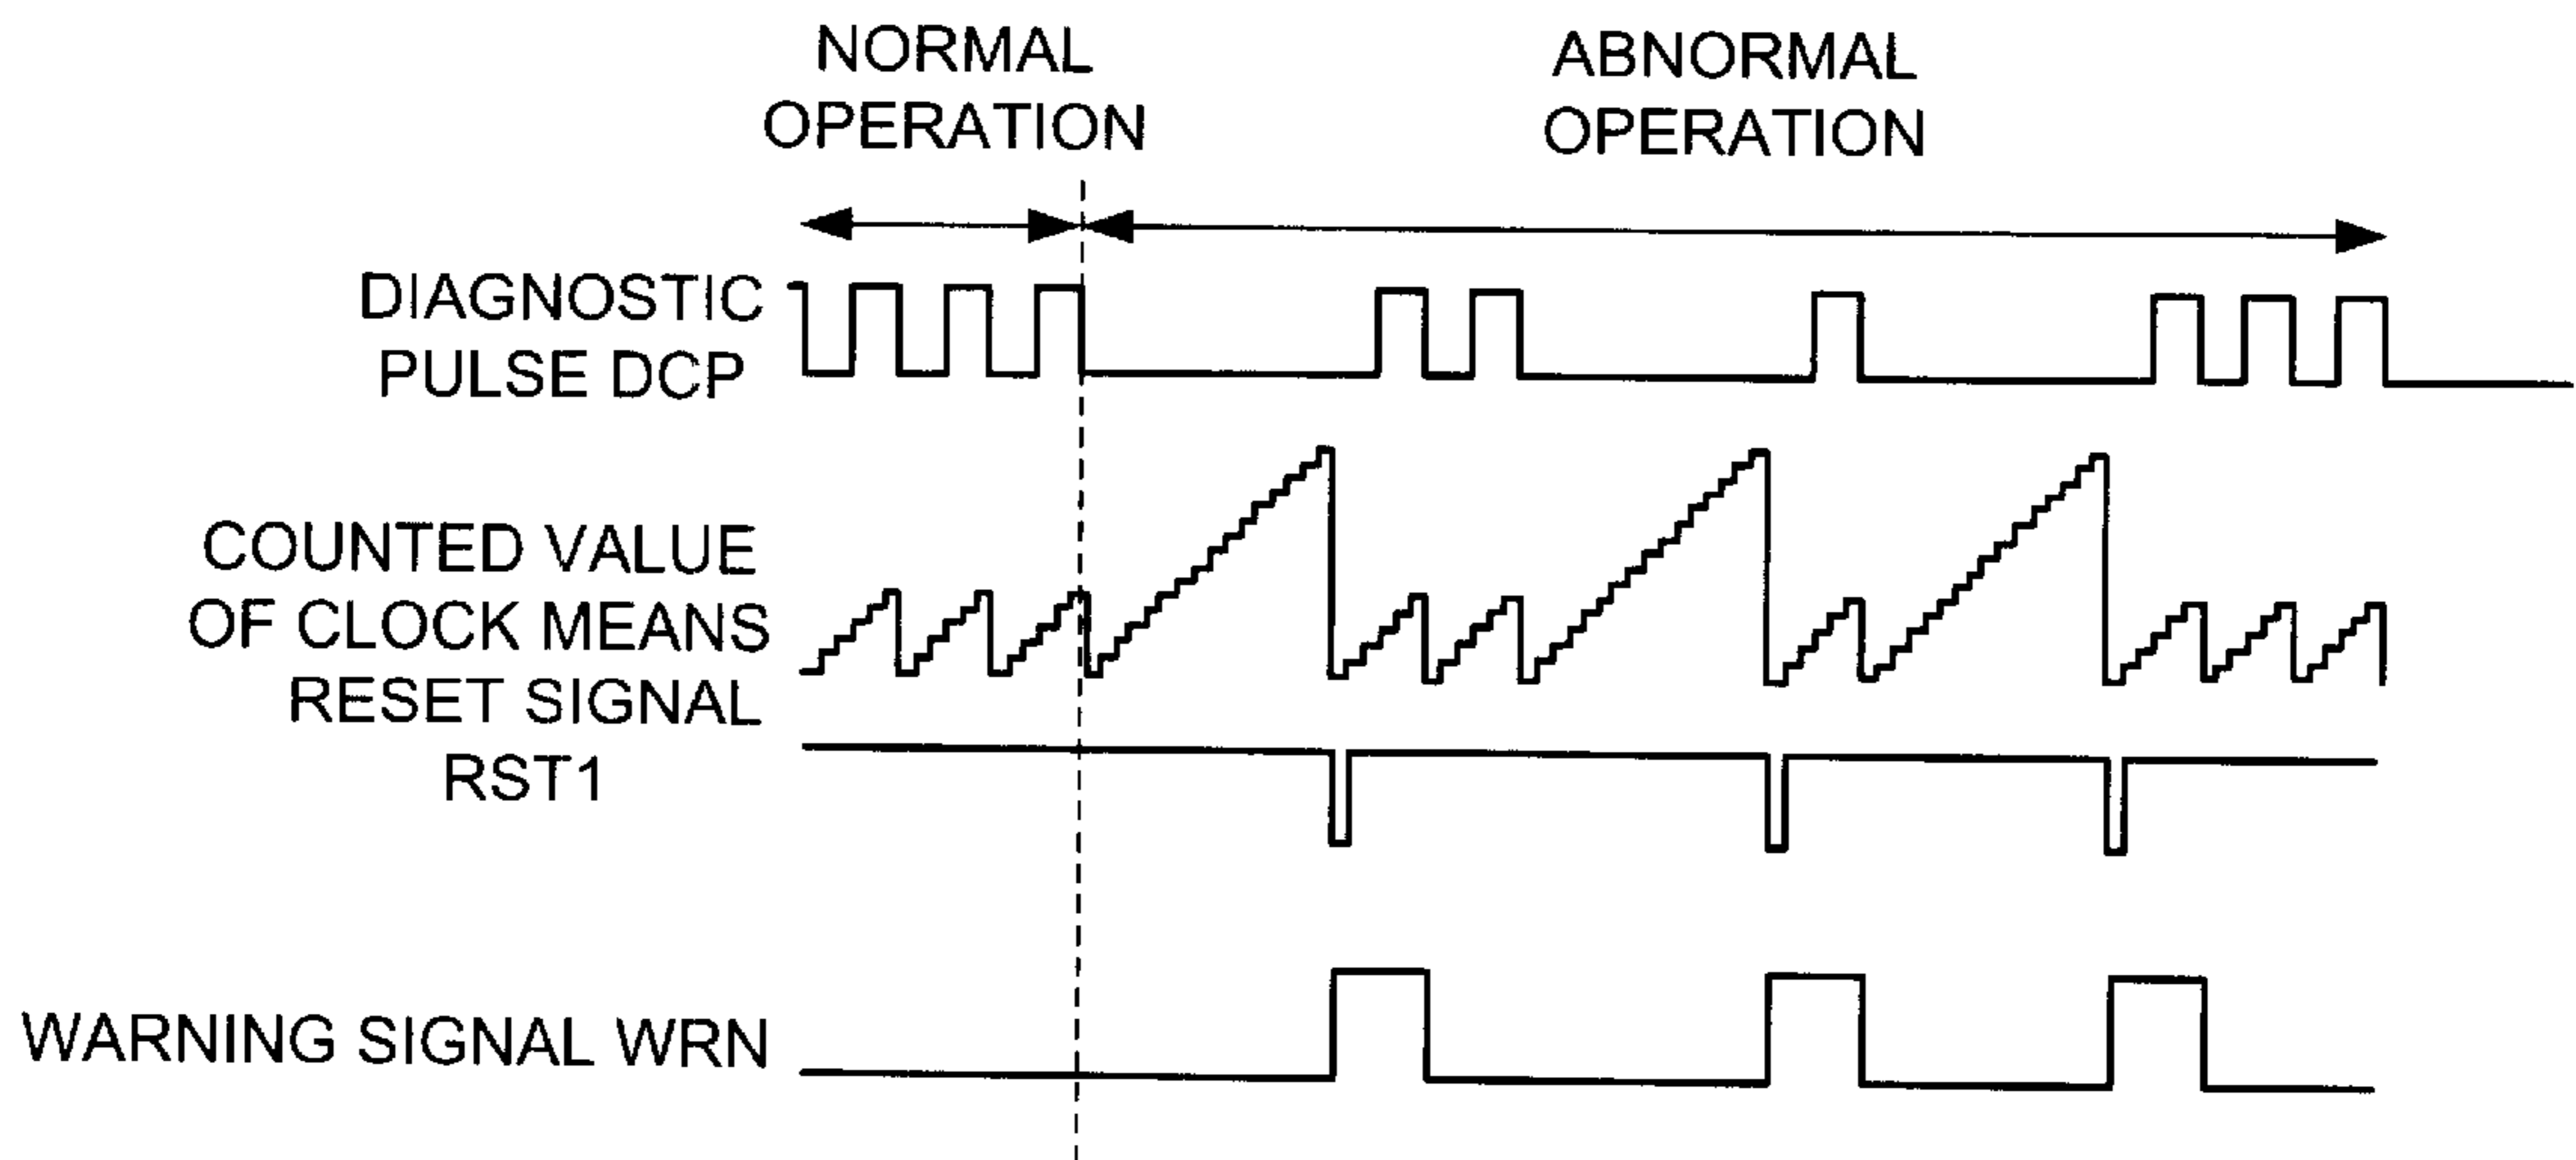 NORMAL
OPERATION
ABNORMAL
OPERATION
DIAGNOSTIC
PULSE DCP
COUNTED VALUE
OF CLOCK MEANS
RESET SIGNAL
RST1
WARNING SIGNAL WRN